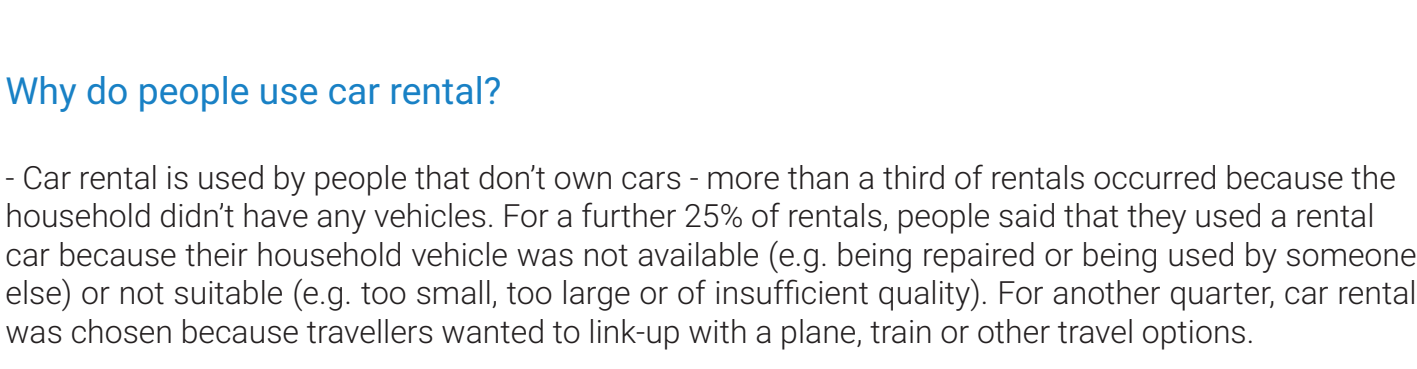 Why do people use car rental?
- Car rental is used by people that don’t own cars - more than a third of rentals occurred because the
household didn’t have any vehicles. For a further 25% of rentals, people said that they used a rental
car because their household vehicle was not available (e.g. being repaired or being used by someone
else) or not suitable (e.g. too small, too large or of insufficient quality). For another quarter, car rental
was chosen because travellers wanted to link-up with a plane, train or other travel options.